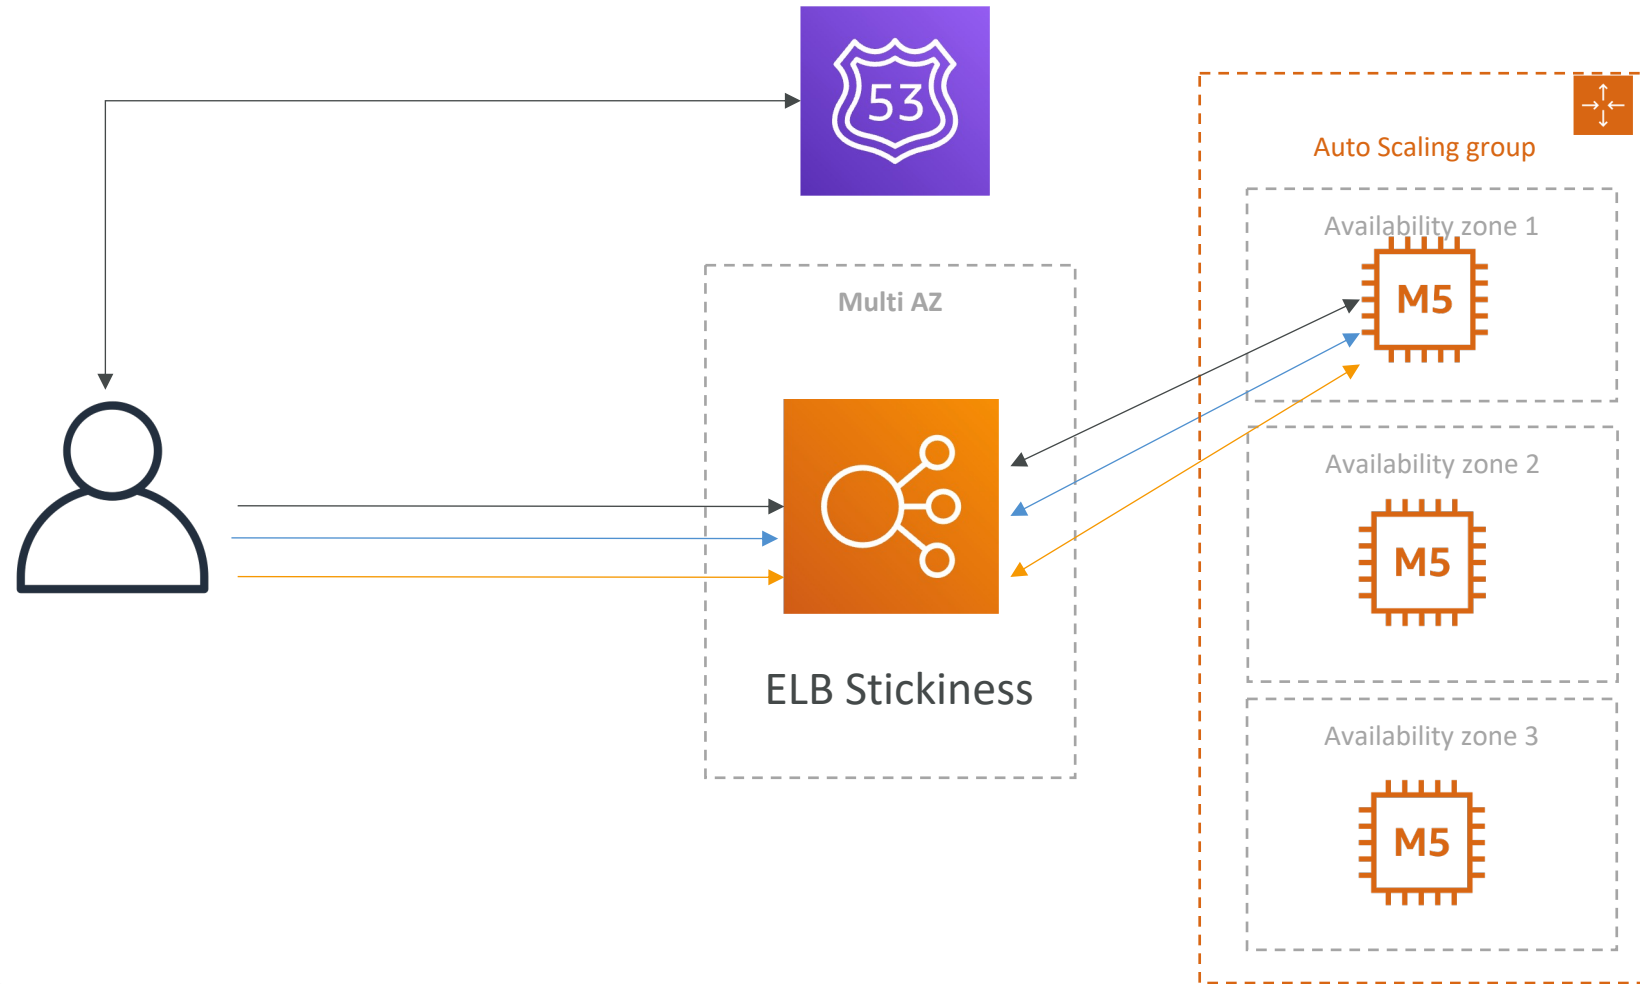 53
Auto Scaling group
Availability zone 1
M5
Multi AZ
Availability zone 2
M5
ELB Stickiness
Availability zone 3
M5